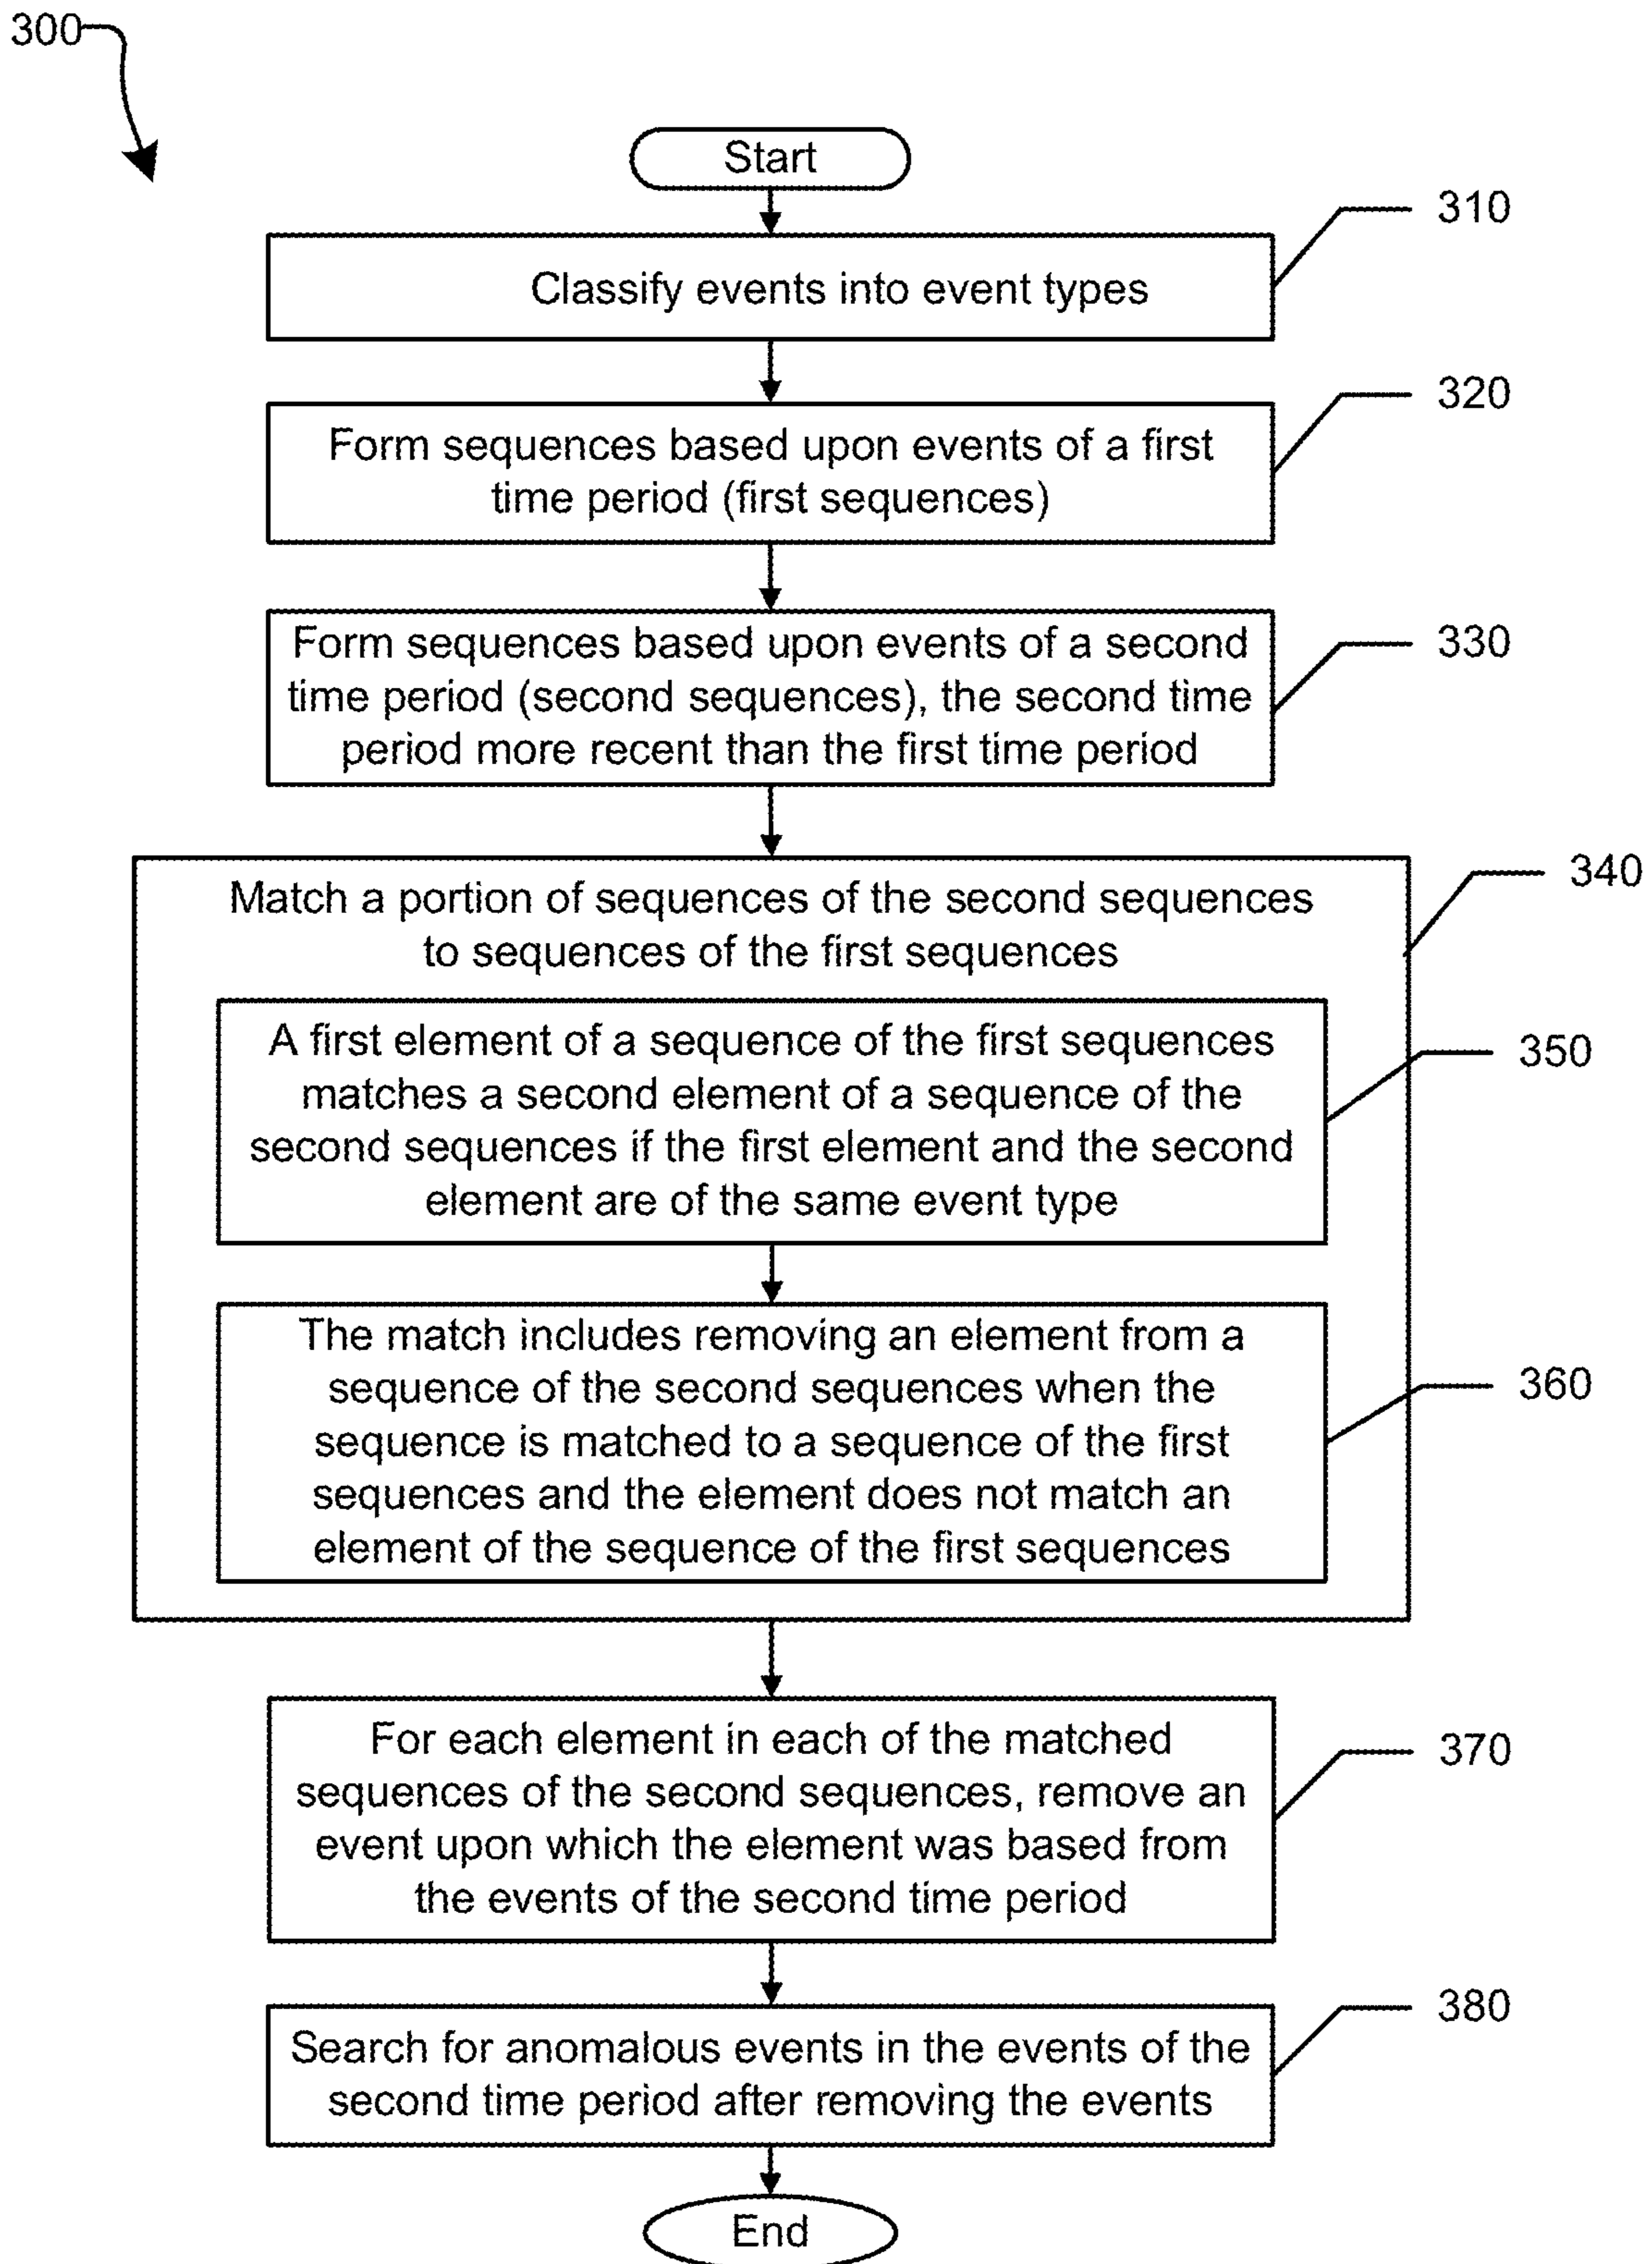 300
Start
310
Classify events into event types
320
Form sequences based upon events of a first
time period (first sequences)
330
Form sequences based upon events of a second
time period (second sequences), the second time
period more recent than the first time period
340
Match a portion of sequences of the second sequences
to sequences of the first sequences
350
A first element of a sequence of the first sequences
matches a second element of a sequence of the
second sequences if the first element and the second
element are of the same event type
360
The match includes removing an element from a
sequence of the second sequences when the
sequence is matched to a sequence of the first
sequences and the element does not match an
element of the sequence of the first sequences
370
For each element in each of the matched
sequences of the second sequences, remove an
event upon which the element was based from
the events of the second time period
380
Search for anomalous events in the events of the
second time period after removing the events
End